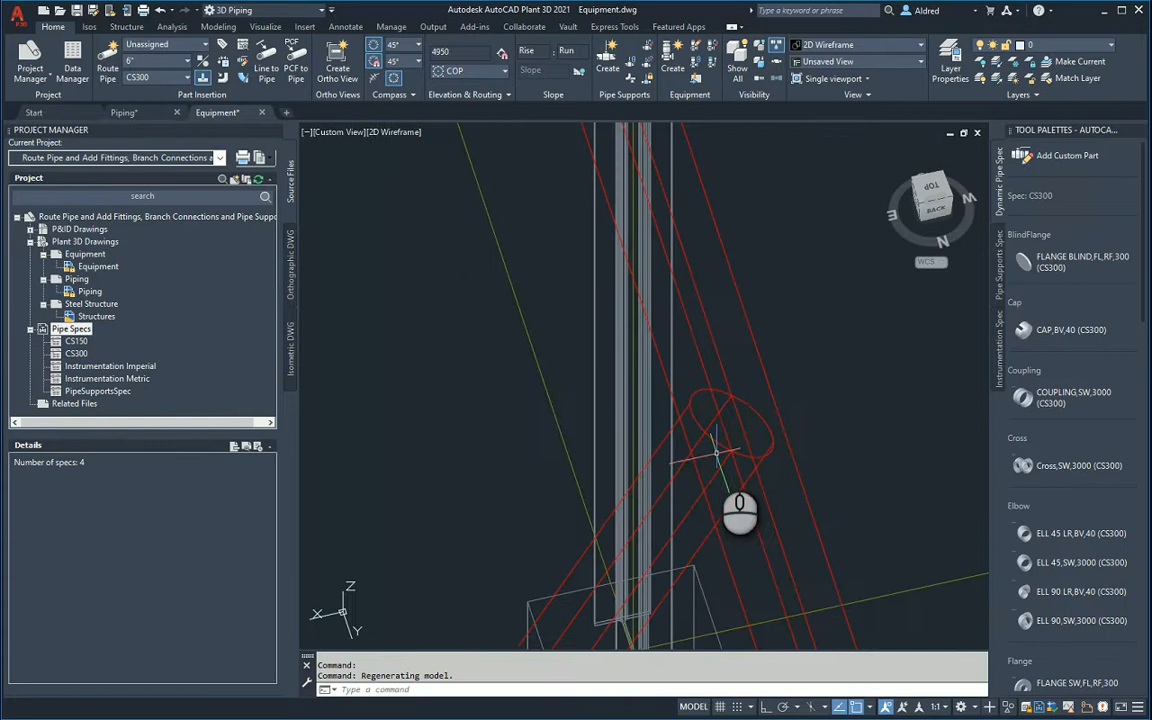 3D Piping
Autodesk AutoCAD Plant 3D 2021
Equipment.dwg
Type a keyword or phrase
Aldred
Home
Isos
Structure
Analysis
Modeling
Visualize
Insert
Annotate
Manage
Output
Add-ins
Collaborate
Vault
Express Tools
Featured Apps
Project
Manager
Data
Manager
Project
Route
Pipe
Unassigned
6"
CS300
Part Insertion
Line to
Pipe
PCF to
Pipe
Create
Ortho View
Ortho Views
45°
45°
Compass
4950
COP
Elevation & Routing
Rise
Run
Slope
Slope
Create
Pipe Supports
Create
Equipment
Show
All
Visibility
2D Wireframe
Unsaved View
Single viewport
View
Layer
Properties
0
Make Current
Match Layer
Layers
Start
Piping*
Equipment*
PROJECT MANAGER
Current Project:
Route Pipe and Add Fittings, Branch Connections a
Project
search
Route Pipe and Add Fittings, Branch Connections and Pipe Suppo
P&ID Drawings
Plant 3D Drawings
Equipment
Equipment
Piping
Piping
Steel Structure
Structures
Pipe Specs
CS150
CS300
Instrumentation Imperial
Instrumentation Metric
PipeSupportsSpec
Related Files
Details
Number of specs: 4
Source Files
Orthographic DWG
Isometric DWG
[−][Custom View][2D Wireframe]
TOP
BACK
E
W
N
WCS
Z
X
Y
Command:
Command: Regenerating model.
Type a command
TOOL PALETTES - AUTOCA...
Dynamic Pipe Spec
Pipe Supports Spec
Instrumentation Spec
Add Custom Part
Spec: CS300
BlindFlange
FLANGE BLIND,FL,RF,300
(CS300)
Cap
CAP,BV,40 (CS300)
Coupling
COUPLING,SW,3000
(CS300)
Cross
Cross,SW,3000 (CS300)
Elbow
ELL 45 LR,BV,40 (CS300)
ELL 45,SW,3000 (CS300)
ELL 90 LR,BV,40 (CS300)
ELL 90,SW,3000 (CS300)
Flange
FLANGE SW,FL,RF,300
MODEL
1:1